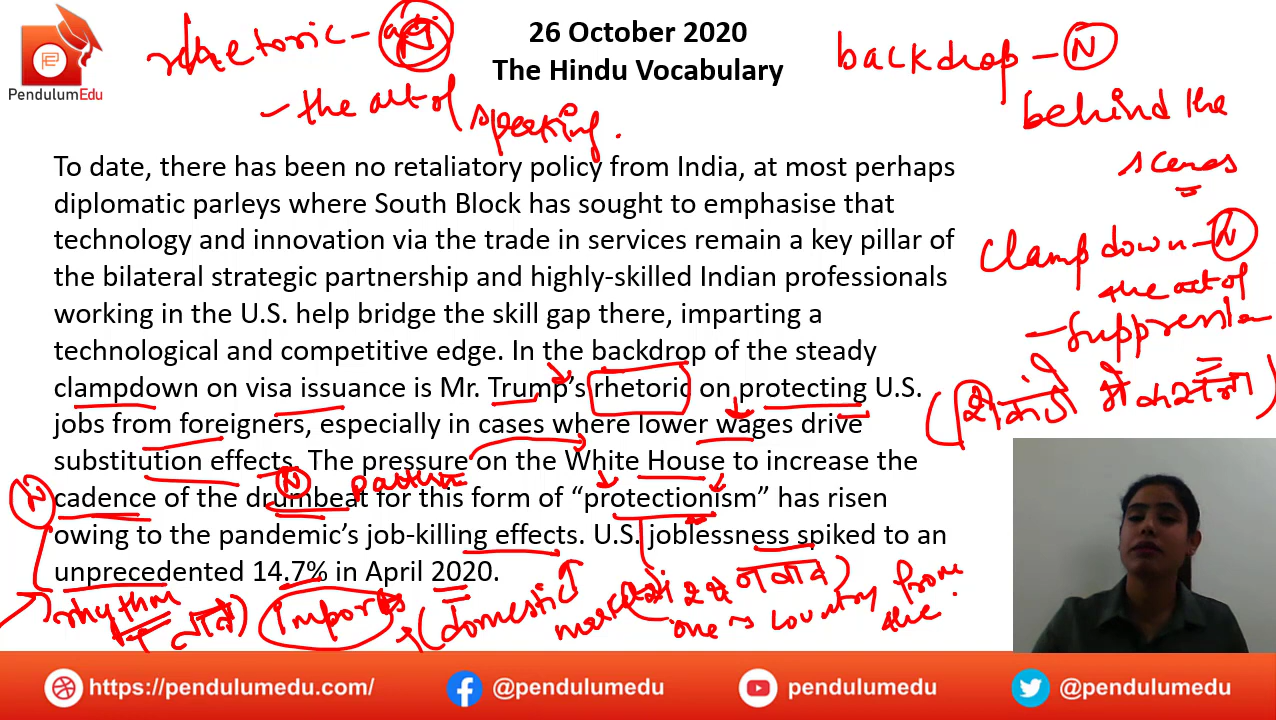 PendulumEdu
26 October 2020
The Hindu Vocabulary
rhetoric -
- the act of
speaking.
backdrop - N
behind the
scenes
clampdown - N
the act of
- suppression
To date, there has been no retaliatory policy from India, at most perhaps
diplomatic parleys where South Block has sought to emphasise that
technology and innovation via the trade in services remain a key pillar of
the bilateral strategic partnership and highly-skilled Indian professionals
working in the U.S. help bridge the skill gap there, imparting a
technological and competitive edge. In the backdrop of the steady
clampdown on visa issuance is Mr. Trump’s rhetoric on protecting U.S.
jobs from foreigners, especially in cases where lower wages drive
substitution effects. The pressure on the White House to increase the
cadence of the drumbeat for this form of “protectionism” has risen
owing to the pandemic’s job-killing effects. U.S. joblessness spiked to an
unprecedented 14.7% in April 2020.
N
N
pattern
rhythm
Imports
(domestic
market
one's country from
the
https://pendulumedu.com/
@pendulumedu
pendulumedu
@pendulumedu